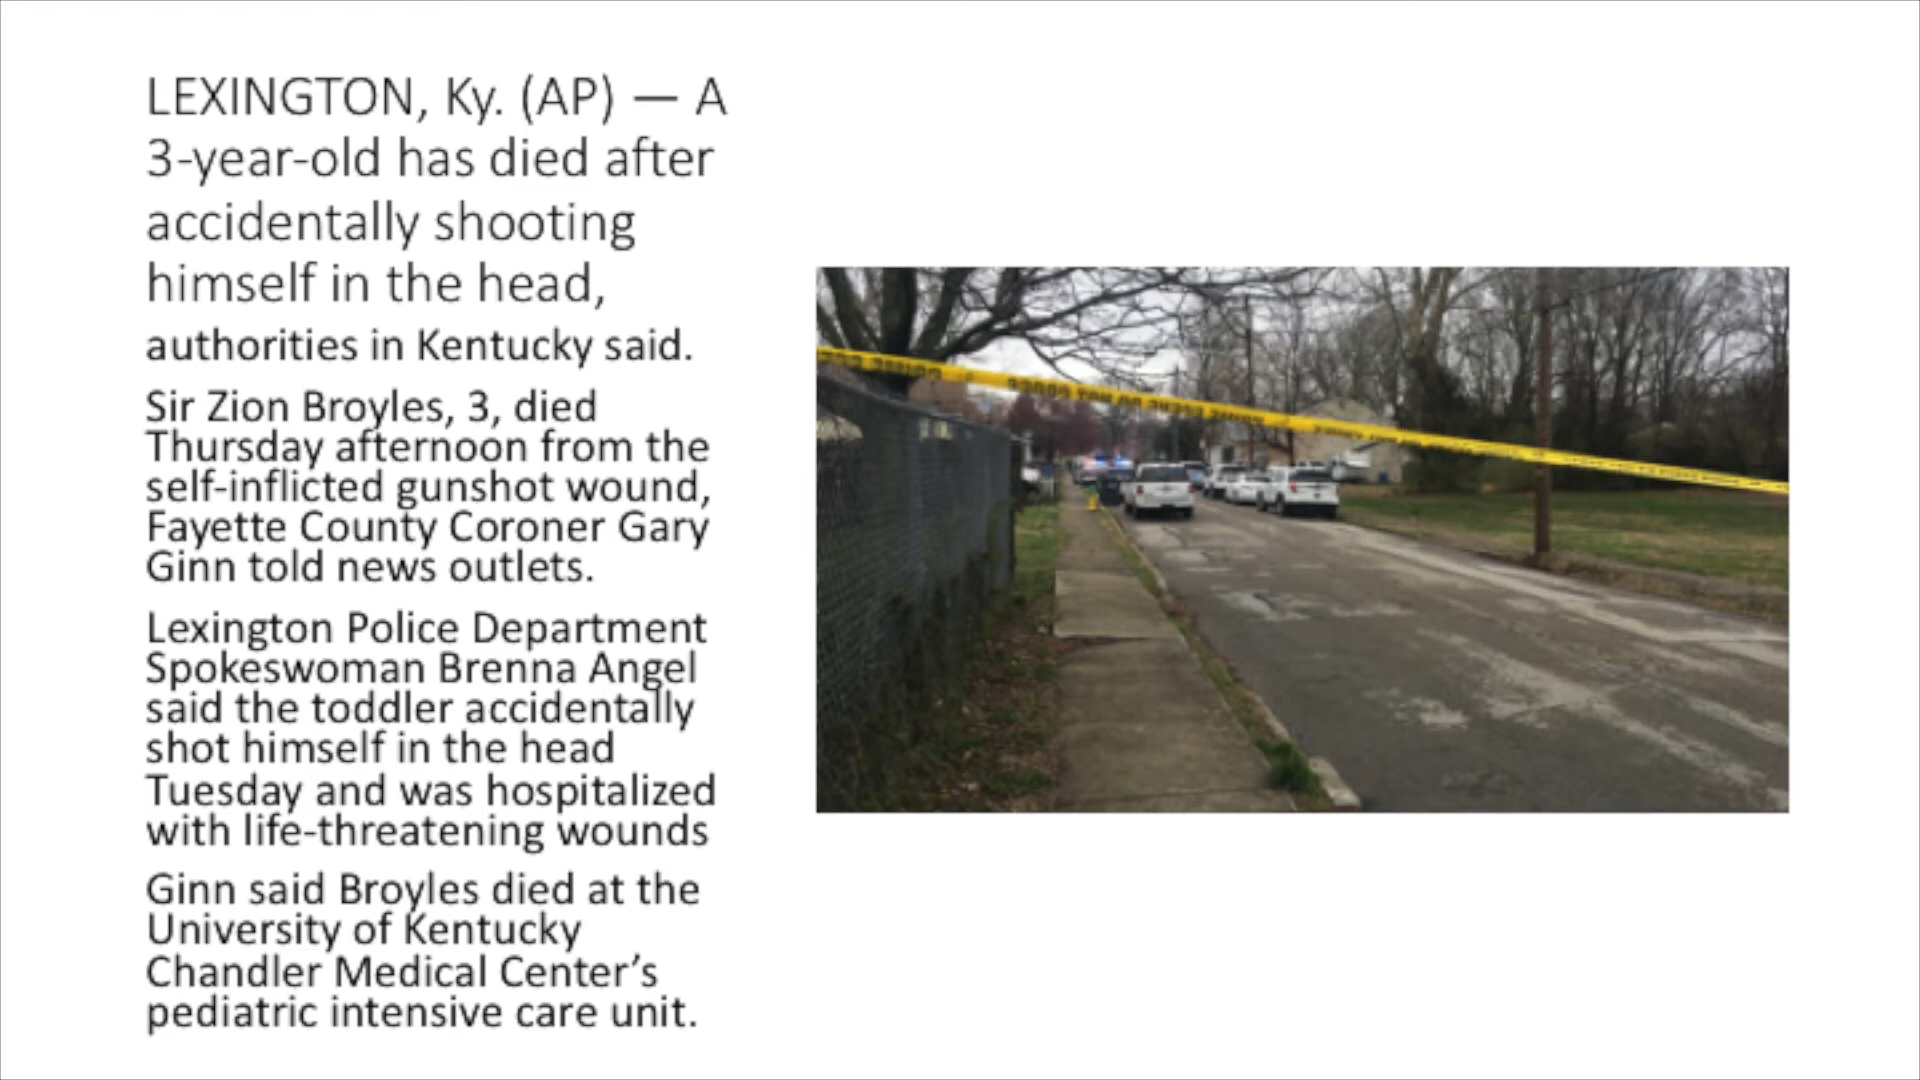 LEXINGTON, Ky. (AP) — A
3-year-old has died after
accidentally shooting
himself in the head,
authorities in Kentucky said.
Sir Zion Broyles, 3, died
Thursday afternoon from the
self-inflicted gunshot wound,
Fayette County Coroner Gary
Ginn told news outlets.
Lexington Police Department
Spokeswoman Brenna Angel
said the toddler accidentally
shot himself in the head
Tuesday and was hospitalized
with life-threatening wounds
Ginn said Broyles died at the
University of Kentucky
Chandler Medical Center’s
pediatric intensive care unit.